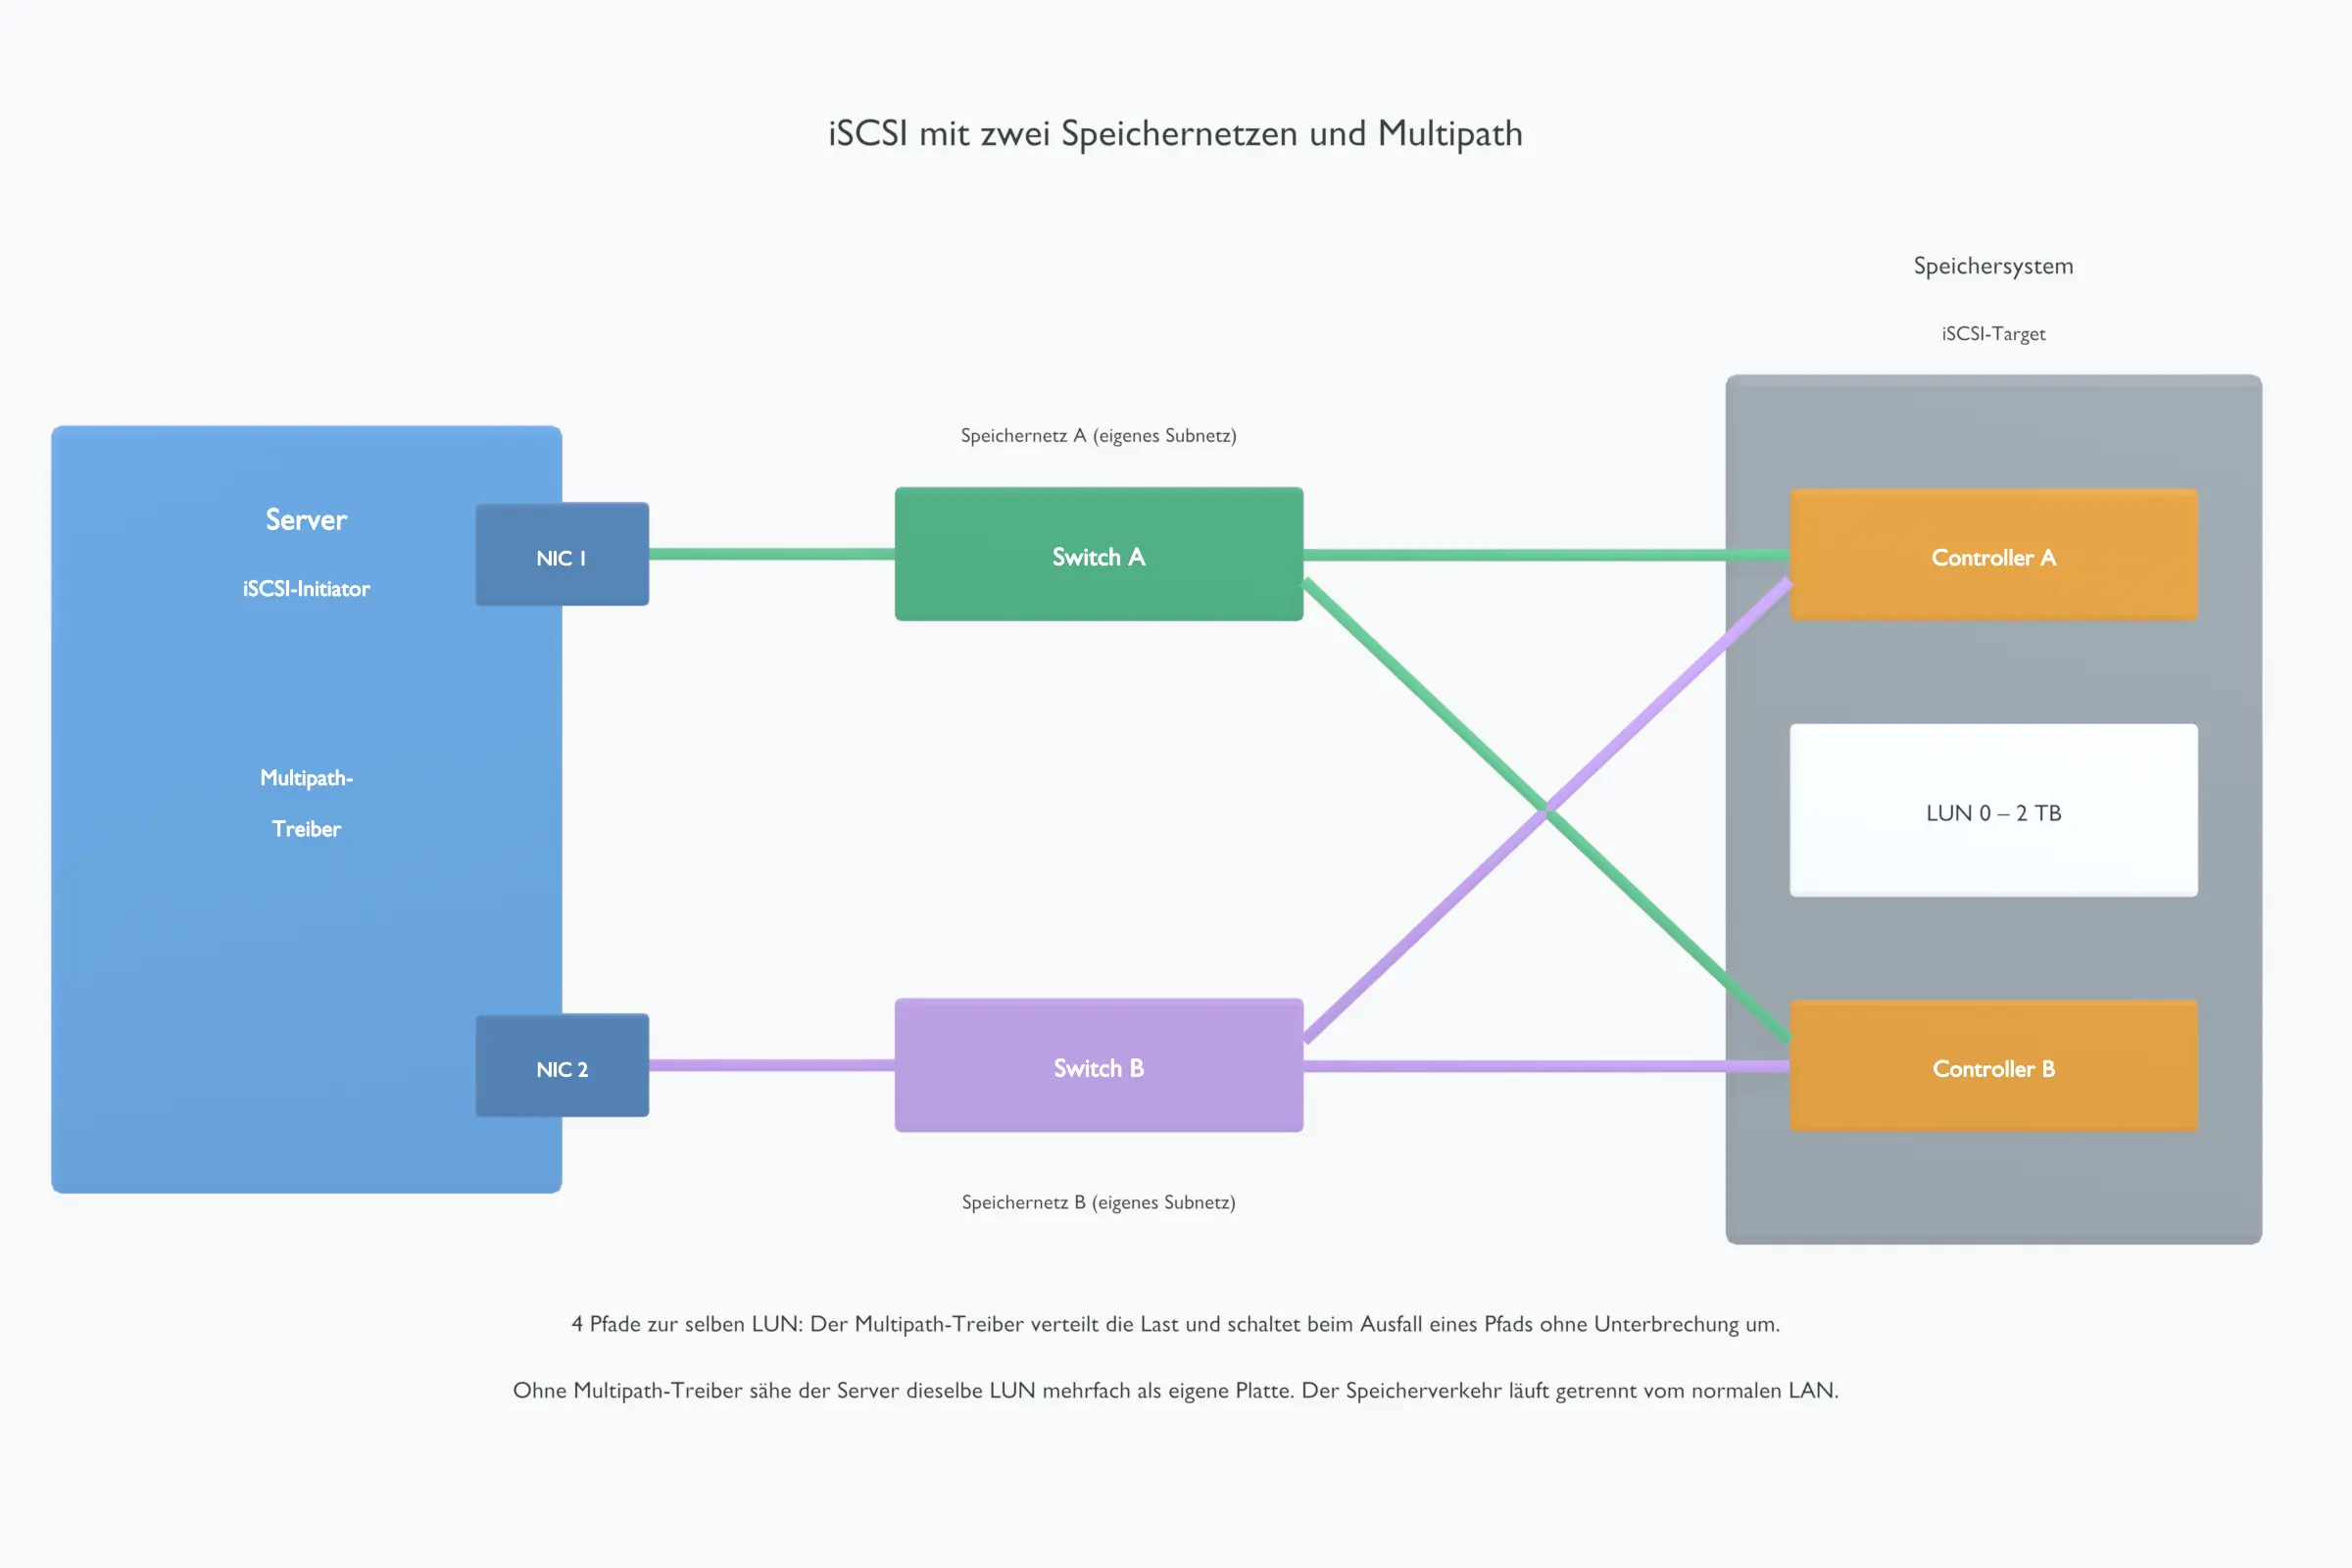 iSCSI mit zwei Speichernetzen und Multipath
Speichersystem
iSCSI-Target
Speichernetz A (eigenes Subnetz)
Server
iSCSI-Initiator
NIC 1
Switch A
Controller A
Multipath-
Treiber
LUN 0 – 2 TB
NIC 2
Switch B
Controller B
Speichernetz B (eigenes Subnetz)
4 Pfade zur selben LUN: Der Multipath-Treiber verteilt die Last und schaltet beim Ausfall eines Pfads ohne Unterbrechung um.
Ohne Multipath-Treiber sähe der Server dieselbe LUN mehrfach als eigene Platte. Der Speicherverkehr läuft getrennt vom normalen LAN.